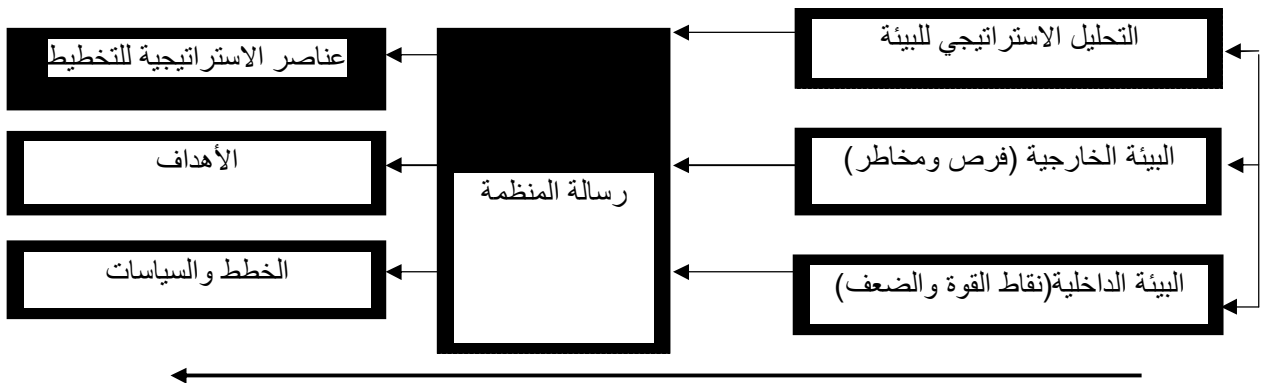 التحليل الاستراتيجي للبيئة
البيئة الخارجية (فرص ومخاطر)
البيئة الداخلية(نقاط القوة والضعف)
رسالة المنظمة
عناصر الاستراتيجية للتخطيط
الأهداف
الخطط والسياسات